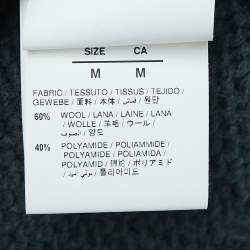 SIZE CA
M M
FABRIC / TESSUTO / TISSUS / TEJIDO /
GEWEBE / 面料 / 本体 / قماش / 원단
60% WOOL / LANA / LAINE / LANA /
/ WOLLE / 羊毛 / ウール /
الصوف / 양모
40% POLYAMIDE / POLIAMMIDE /
POLYAMIDE / POLIAMIDA /
POLYAMID / 锦纶 / ポリアミド
/ بولي أميد / 폴리아미드